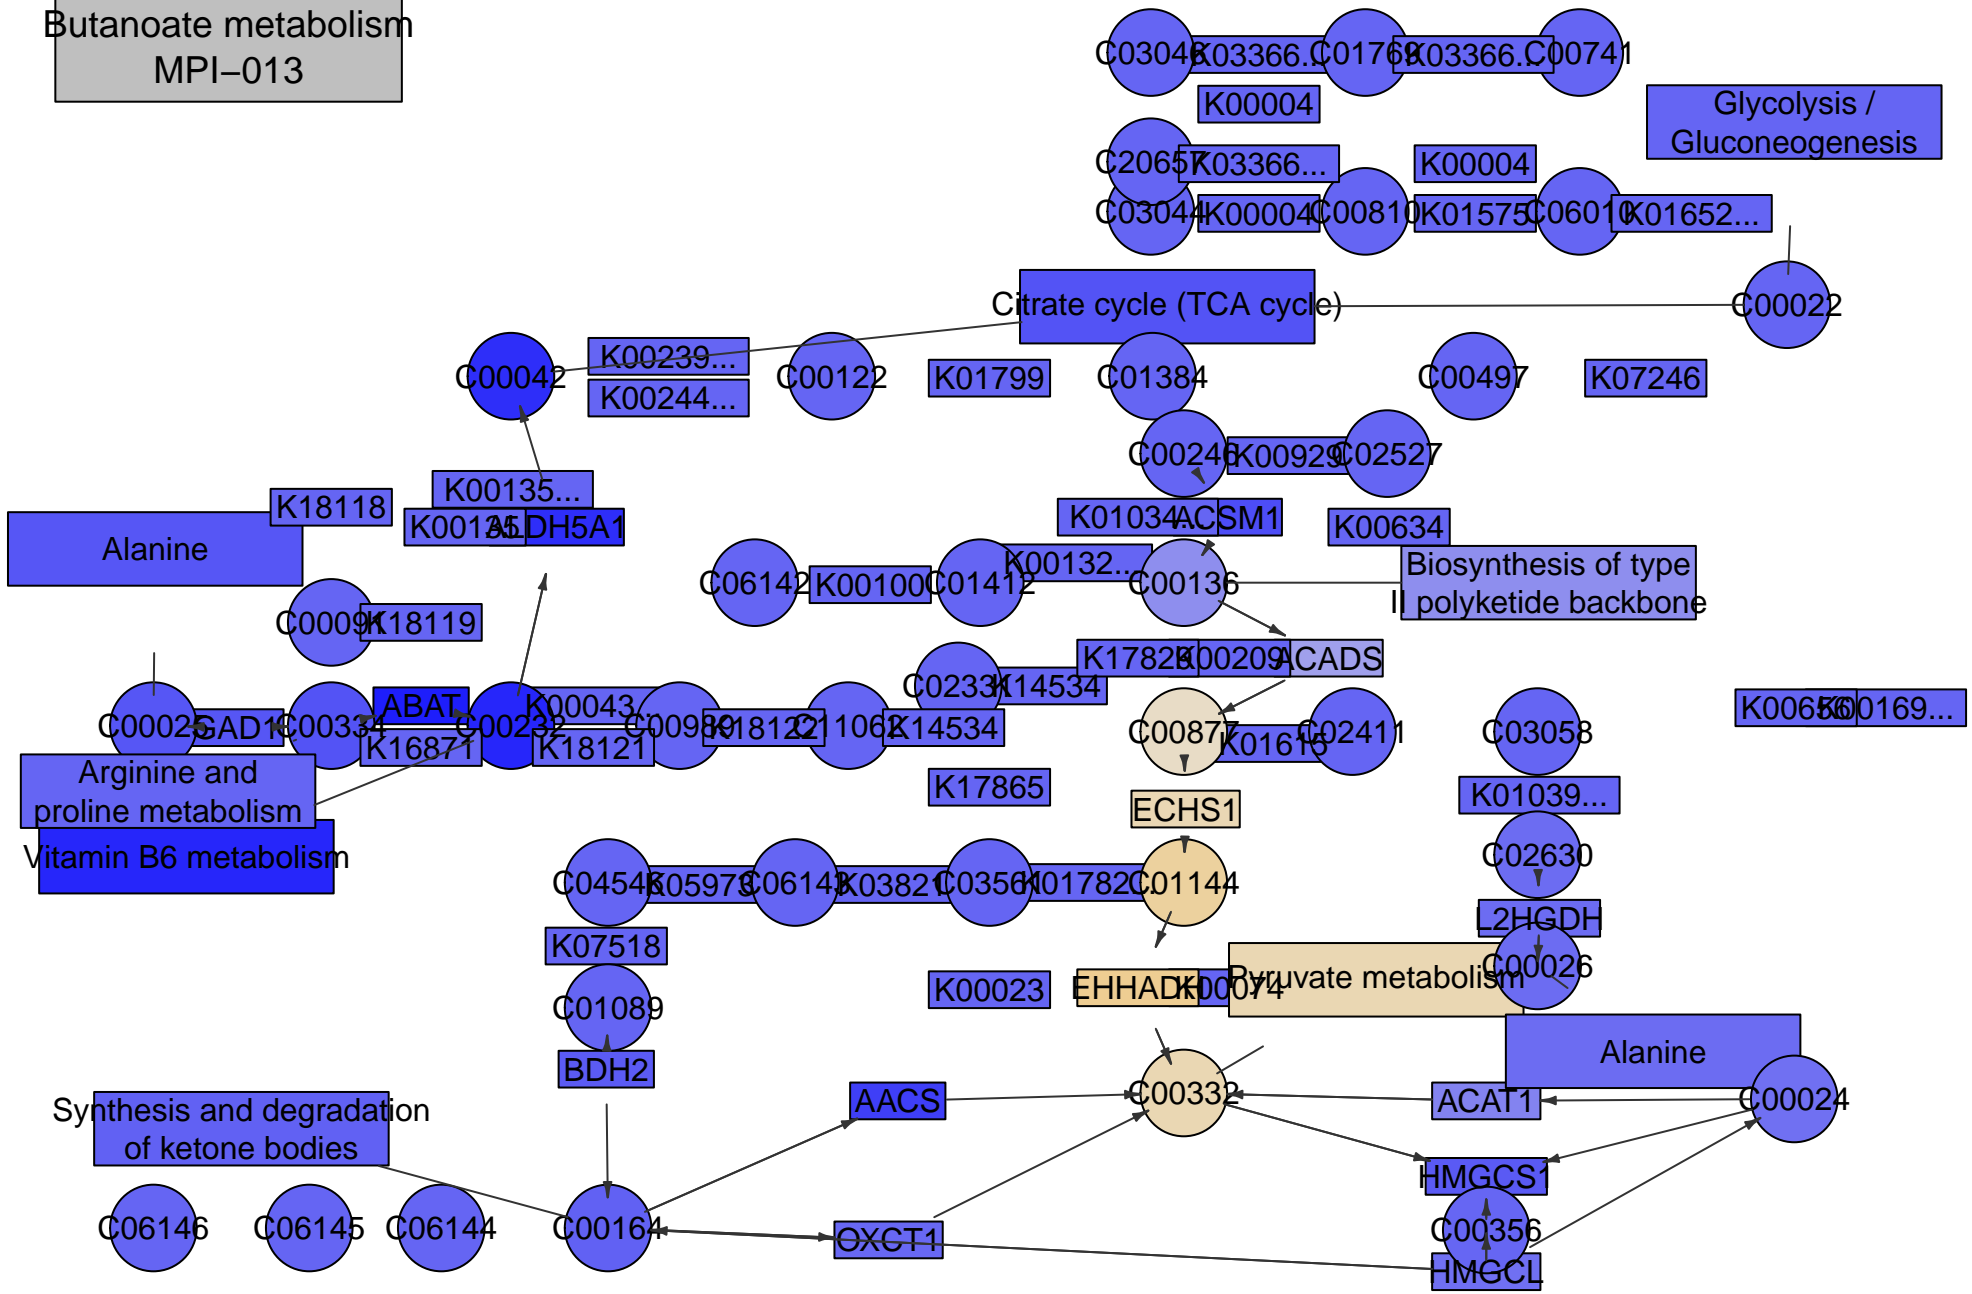 Butanoate metabolism
MPI−013
C03046
K03366...
C01769
K03366...
C00741
K00004
Glycolysis /
Gluconeogenesis
C20657
K03366...
K00004
C03044
K00004
C00810
K01575
C06010
K01652...
Citrate cycle (TCA cycle)
C00022
C00042
K00239...
K00244...
C00122
K01799
C01384
C00497
K07246
C00246
K00929
C02527
K18118
K00135...
K00135
ALDH5A1
K01034...
ACSM1
K00634
Alanine
C06142
K00100
C01412
K00132...
C00136
Biosynthesis of type
II polyketide backbone
C00091
K18119
K17829
K00209
ACADS
C02331
K14534
C00025
GAD1
C00334
ABAT
K16871
C00232
K00043...
K18121
C00989
K18122
C11062
K14534
C00877
K01615
C02411
C03058
K00656
K00169...
Arginine and
proline metabolism
K17865
ECHS1
K01039...
Vitamin B6 metabolism
C02630
C04546
K05973
C06143
K03821
C03561
K01782...
C01144
L2HGDH
K07518
C00026
K00023
EHHADH
K00074
Pyruvate metabolism
C01089
BDH2
Alanine
Synthesis and degradation
of ketone bodies
AACS
C00332
ACAT1
C00024
HMGCS1
C06146
C06145
C06144
C00164
OXCT1
C00356
HMGCL